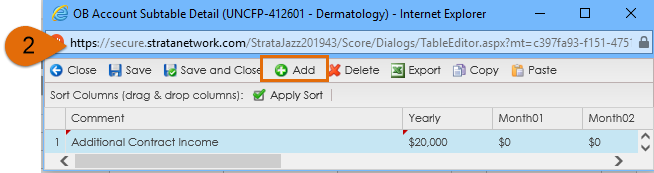 OB Account Subtable Detail (UNCFP-412601 - Dermatology) - Internet Explorer
2
https://secure.stratanetwork.com/StrataJazz201943/Score/Dialogs/TableEditor.aspx?mt=c397fa93-f151-4751
Close Save Save and Close Add Delete Export Copy Paste
Sort Columns (drag & drop columns): Apply Sort
Comment Yearly Month01 Month02
1 Additional Contract Income $20,000 $0 $0